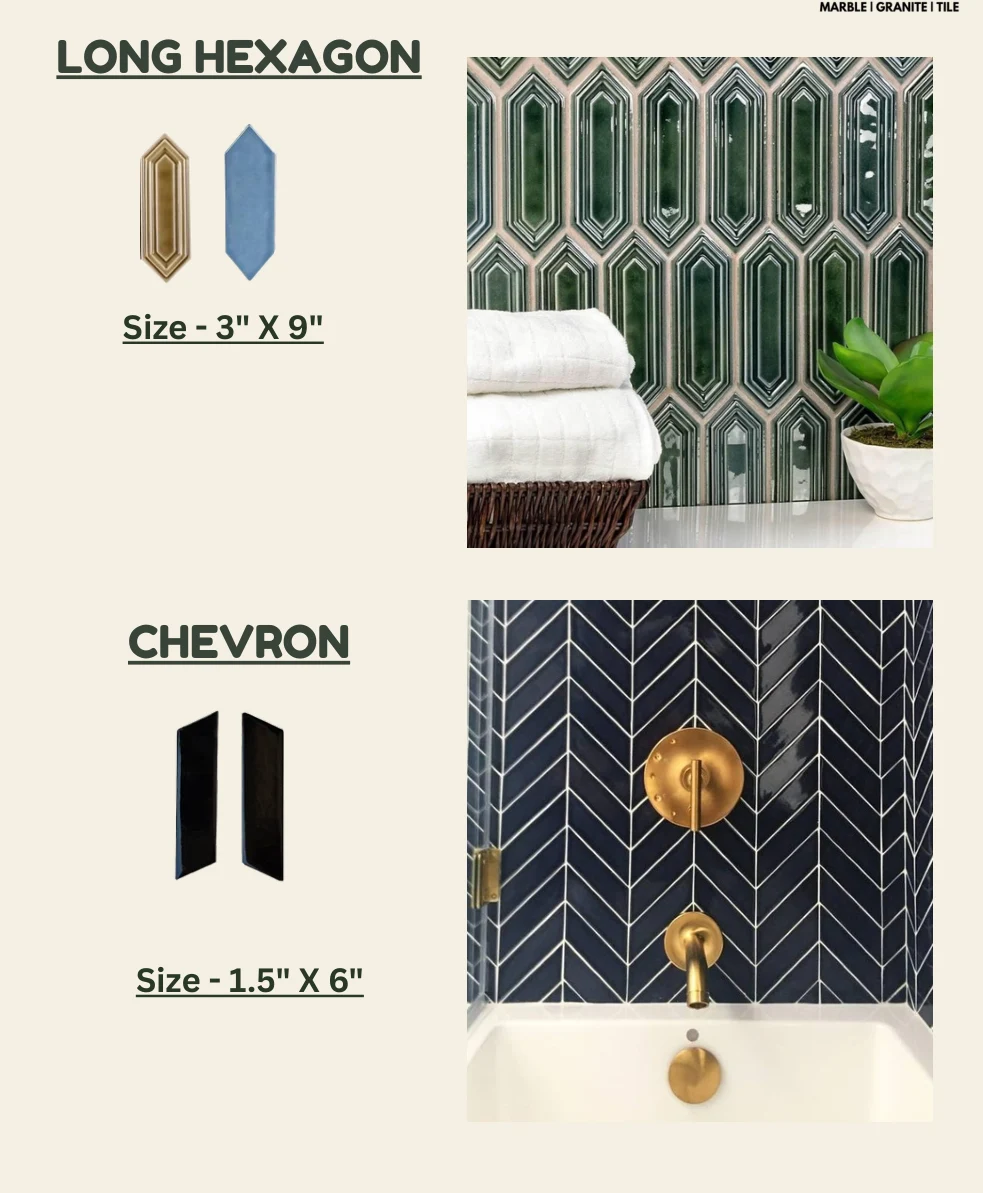 MARBLE | GRANITE | TILE
LONG HEXAGON
Size - 3" X 9"
CHEVRON
Size - 1.5" X 6"